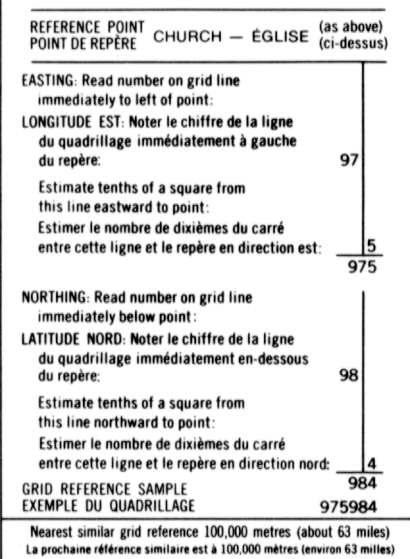 REFERENCE POINT
POINT DE REPÈRE CHURCH — ÉGLISE (as above)
(ci-dessus)
EASTING: Read number on grid line
immediately to left of point:
LONGITUDE EST: Noter le chiffre de la ligne
du quadrillage immédiatement à gauche
du repère: 97
Estimate tenths of a square from
this line eastward to point:
Estimer le nombre de dixièmes du carré
entre cette ligne et le repère en direction est: 5
975
NORTHING: Read number on grid line
immediately below point:
LATITUDE NORD: Noter le chiffre de la ligne
du quadrillage immédiatement en-dessous
du repère: 98
Estimate tenths of a square from
this line northward to point:
Estimer le nombre de dixièmes du carré
entre cette ligne et le repère en direction nord: 4
984
GRID REFERENCE SAMPLE
EXEMPLE DU QUADRILLAGE 975984
Nearest similar grid reference 100,000 metres (about 63 miles)
La prochaine référence similaire est à 100,000 mètres (environ 63 milles)